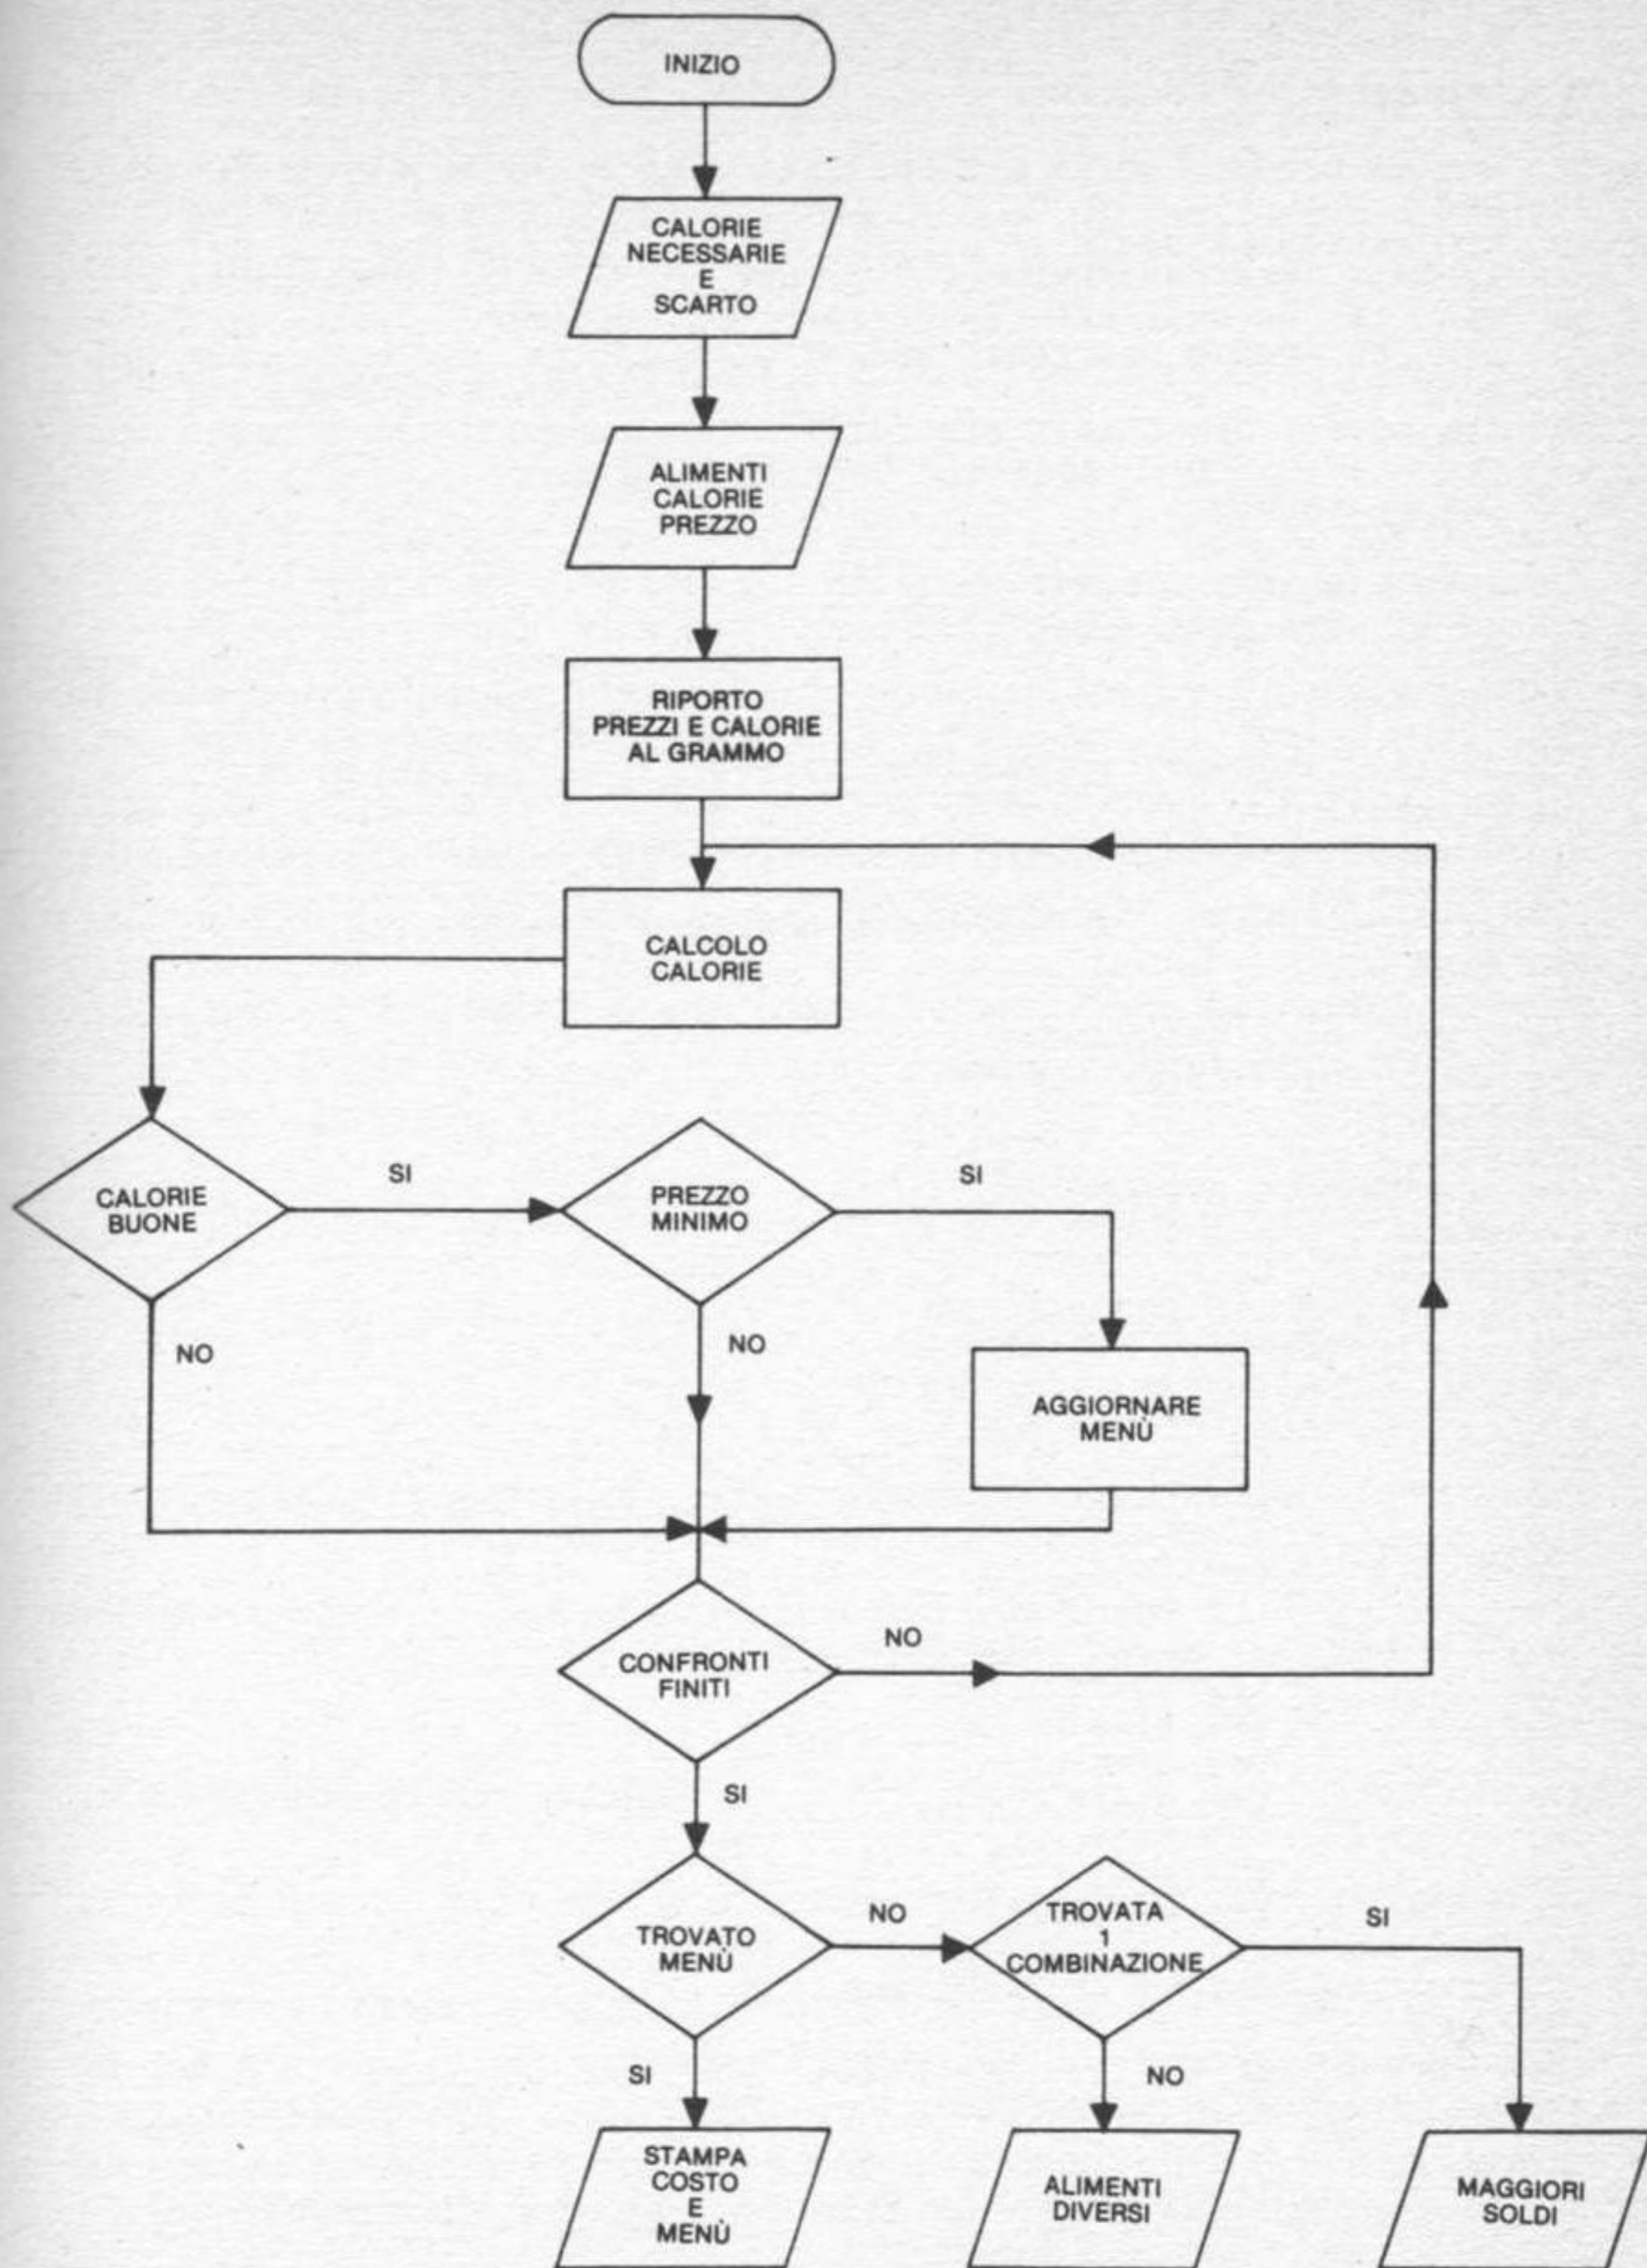 INIZIO
CALORIE
NECESSARIE
E
SCARTO
ALIMENTI
CALORIE
PREZZO
RIPORTO
PREZZI E CALORIE
AL GRAMMO
CALCOLO
CALORIE
CALORIE
BUONE
SI
PREZZO
MINIMO
SI
NO
NO
AGGIORNARE
MENÙ
CONFRONTI
FINITI
NO
SI
TROVATO
MENÙ
NO
TROVATA
1
COMBINAZIONE
SI
SI
NO
STAMPA
COSTO
E
MENÙ
ALIMENTI
DIVERSI
MAGGIORI
SOLDI